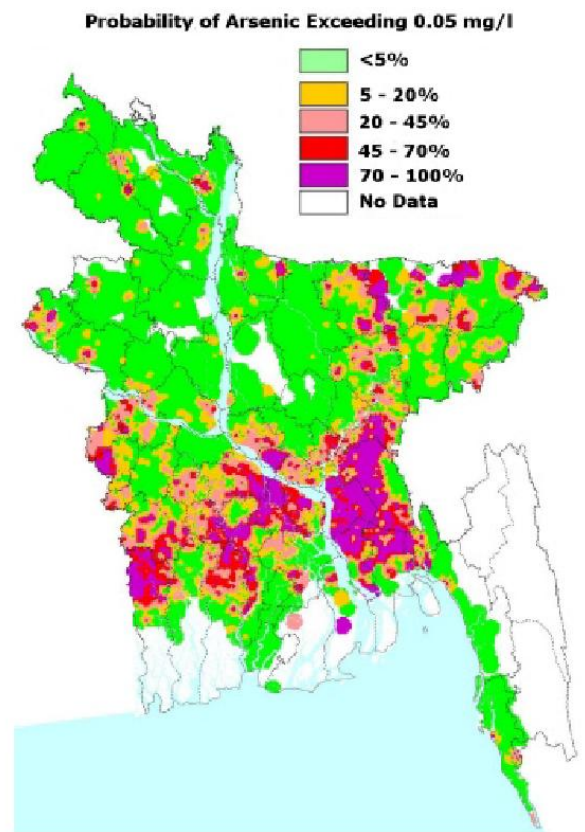 Probability of Arsenic Exceeding 0.05 mg/l
<5%
5 - 20%
20 - 45%
45 - 70%
70 - 100%
No Data